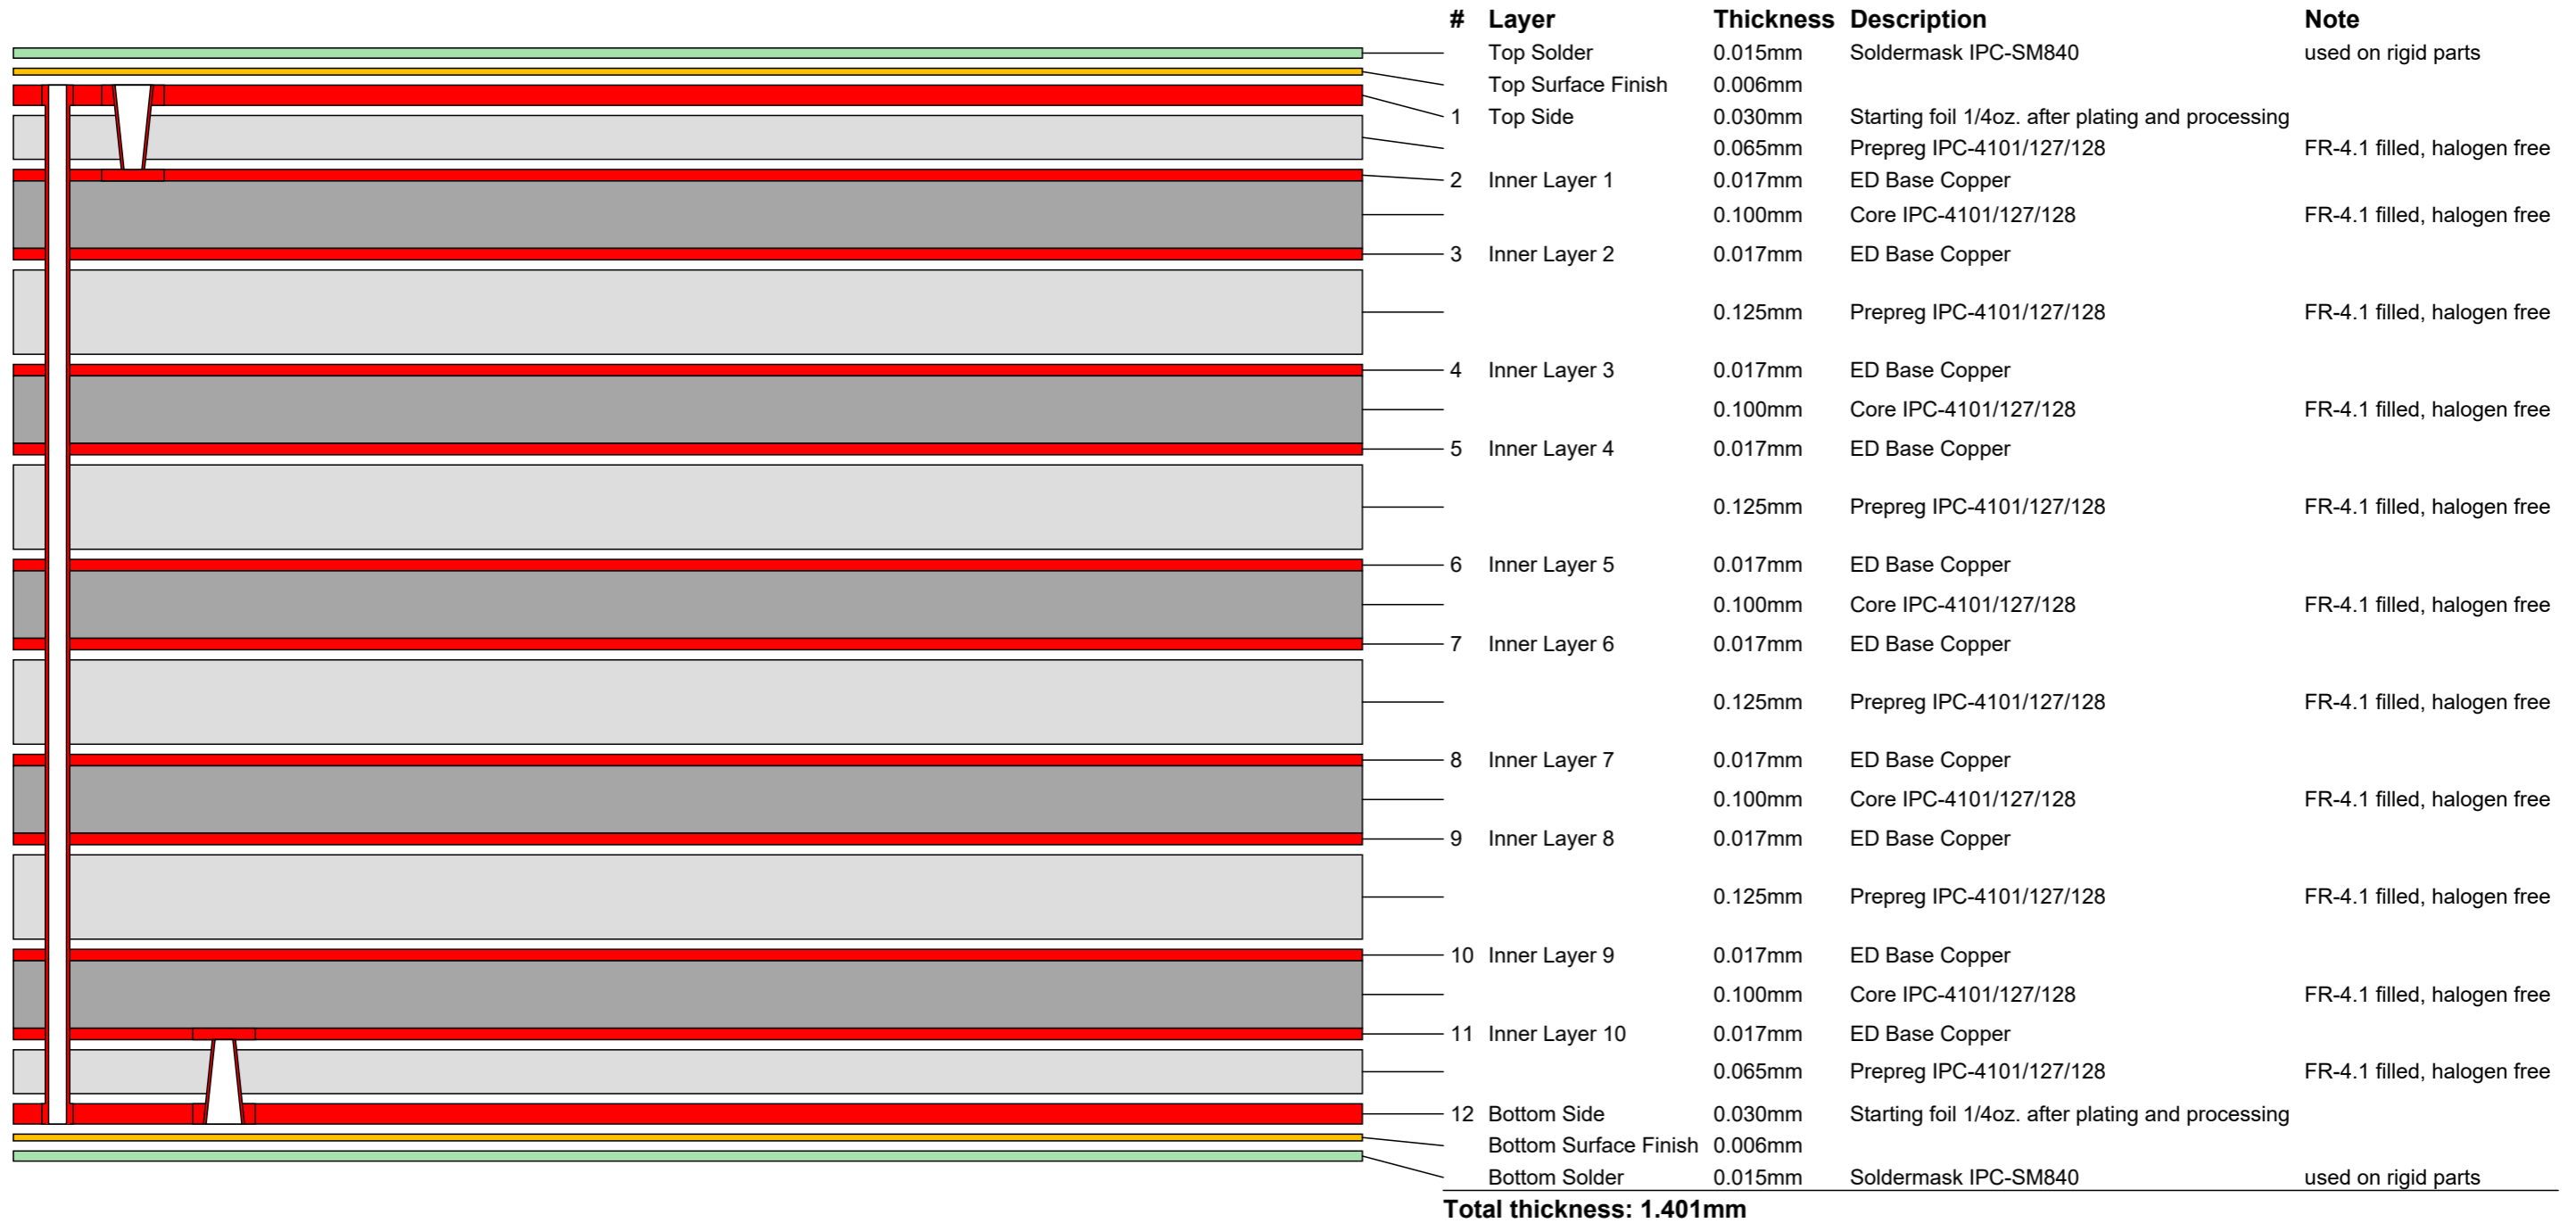 # Layer Thickness Description Note
Top Solder 0.015mm Soldermask IPC-SM840 used on rigid parts
Top Surface Finish 0.006mm
1 Top Side 0.030mm Starting foil 1/4oz. after plating and processing
0.065mm Prepreg IPC-4101/127/128 FR-4.1 filled, halogen free
2 Inner Layer 1 0.017mm ED Base Copper
0.100mm Core IPC-4101/127/128 FR-4.1 filled, halogen free
3 Inner Layer 2 0.017mm ED Base Copper
0.125mm Prepreg IPC-4101/127/128 FR-4.1 filled, halogen free
4 Inner Layer 3 0.017mm ED Base Copper
0.100mm Core IPC-4101/127/128 FR-4.1 filled, halogen free
5 Inner Layer 4 0.017mm ED Base Copper
0.125mm Prepreg IPC-4101/127/128 FR-4.1 filled, halogen free
6 Inner Layer 5 0.017mm ED Base Copper
0.100mm Core IPC-4101/127/128 FR-4.1 filled, halogen free
7 Inner Layer 6 0.017mm ED Base Copper
0.125mm Prepreg IPC-4101/127/128 FR-4.1 filled, halogen free
8 Inner Layer 7 0.017mm ED Base Copper
0.100mm Core IPC-4101/127/128 FR-4.1 filled, halogen free
9 Inner Layer 8 0.017mm ED Base Copper
0.125mm Prepreg IPC-4101/127/128 FR-4.1 filled, halogen free
10 Inner Layer 9 0.017mm ED Base Copper
0.100mm Core IPC-4101/127/128 FR-4.1 filled, halogen free
11 Inner Layer 10 0.017mm ED Base Copper
0.065mm Prepreg IPC-4101/127/128 FR-4.1 filled, halogen free
12 Bottom Side 0.030mm Starting foil 1/4oz. after plating and processing
Bottom Surface Finish 0.006mm
Bottom Solder 0.015mm Soldermask IPC-SM840 used on rigid parts
Total thickness: 1.401mm